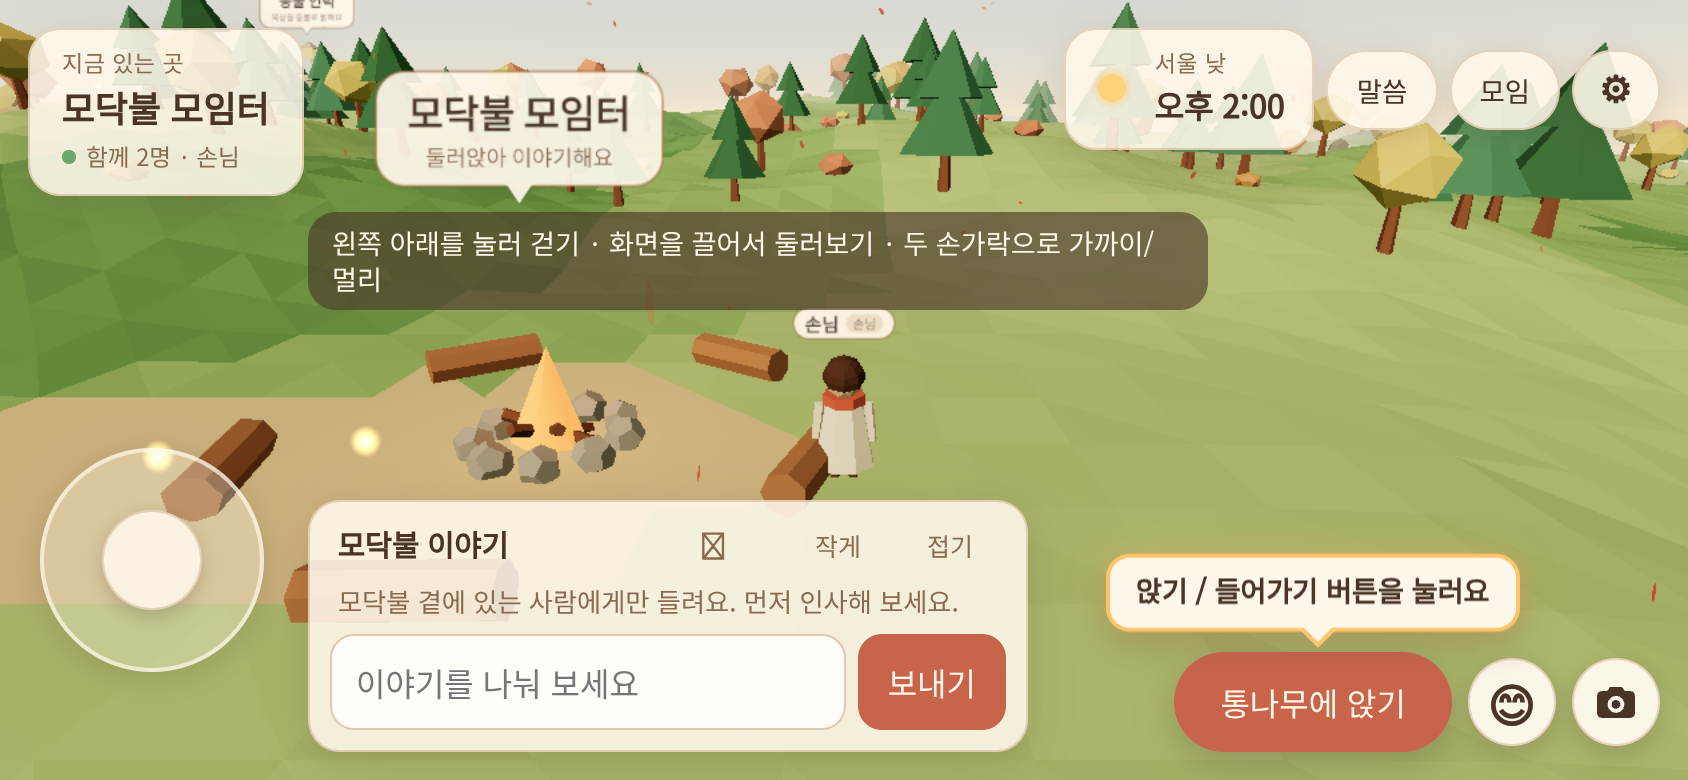 지금 있는 곳
모닥불 모임터
함께 2명 · 손님
모닥불 모임터
둘러앉아 이야기해요
서울 낮
오후 2:00
말씀
모임
왼쪽 아래를 눌러 걷기 · 화면을 끌어서 둘러보기 · 두 손가락으로 가까이/
멀리
손님 손님
모닥불 이야기
작게
접기
모닥불 곁에 있는 사람에게만 들려요. 먼저 인사해 보세요.
이야기를 나눠 보세요
보내기
앉기 / 들어가기 버튼을 눌러요
통나무에 앉기